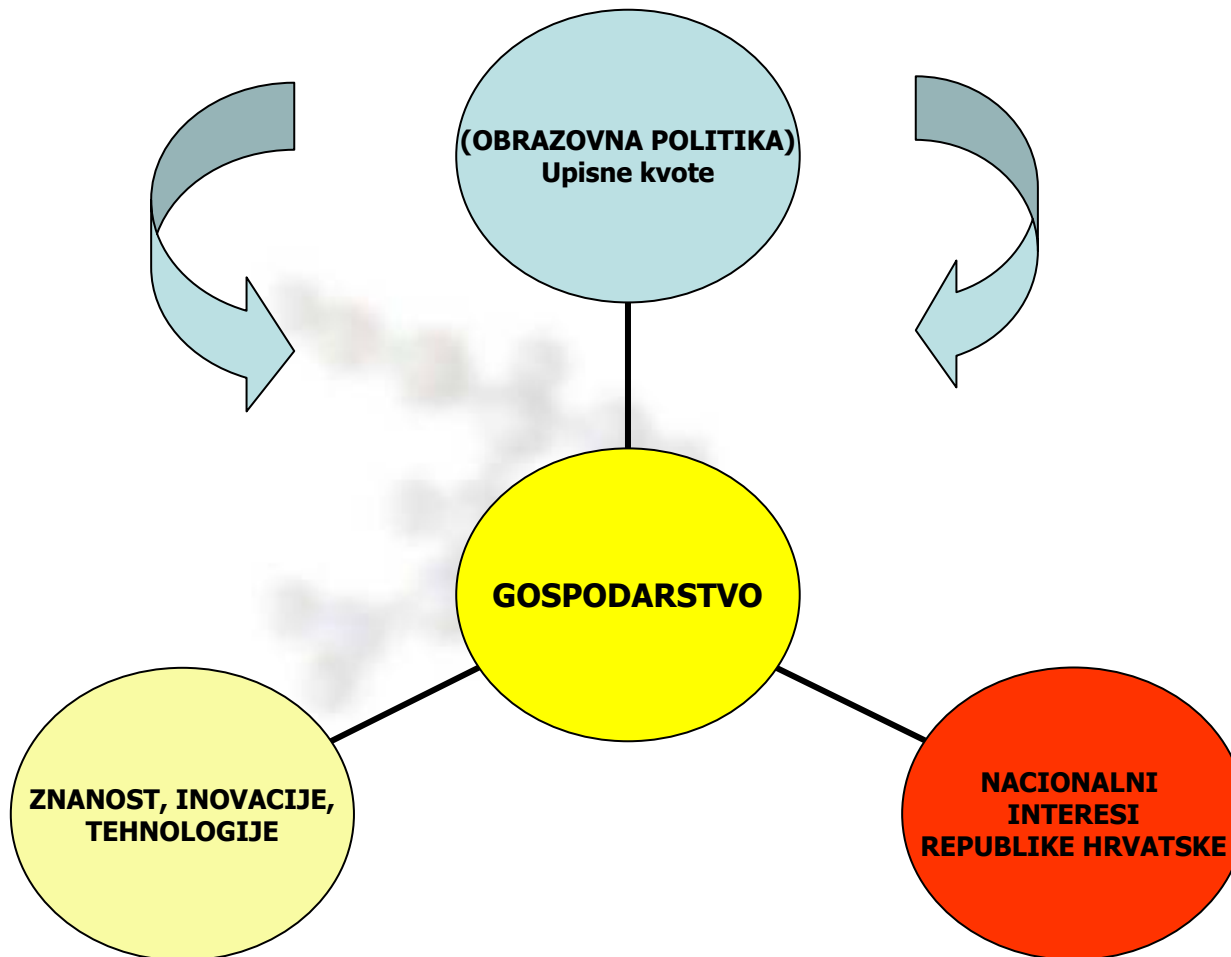 (OBRAZOVNA POLITIKA)
Upisne kvote
GOSPODARSTVO
ZNANOST, INOVACIJE,
TEHNOLOGIJE
NACIONALNI
INTERESI
REPUBLIKE HRVATSKE